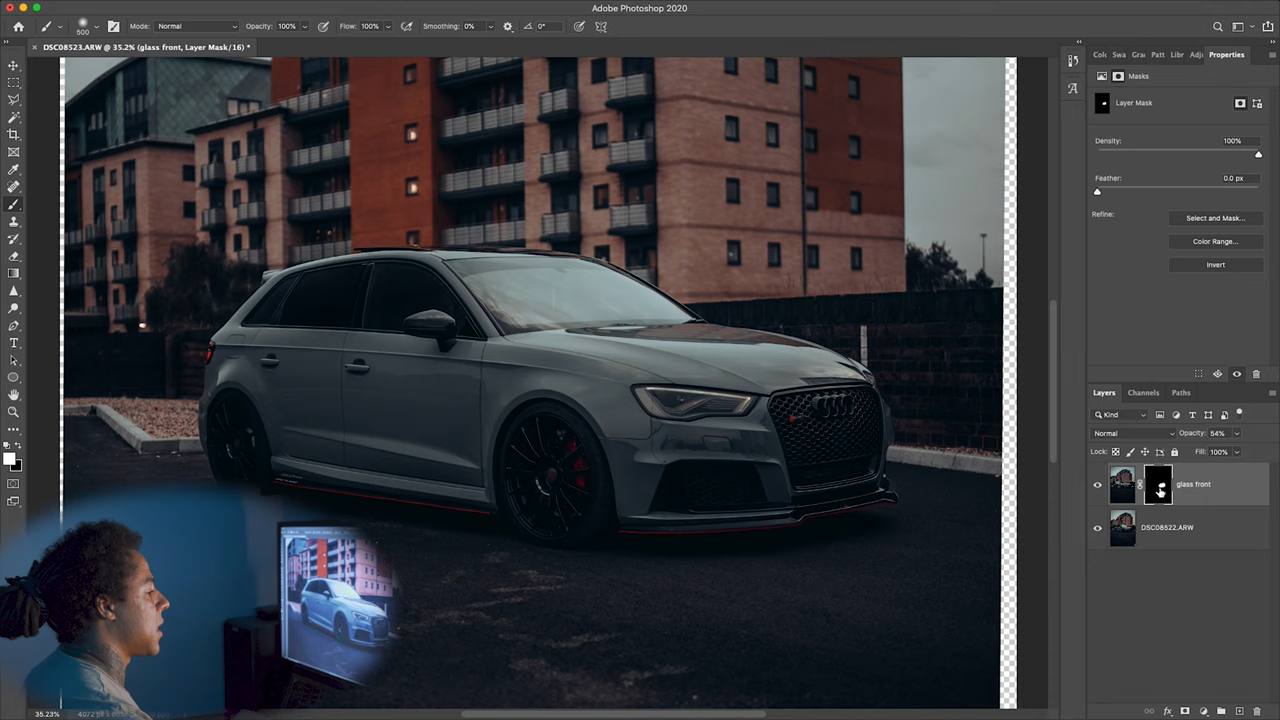 Adobe Photoshop 2020
500
Mode: Normal
Opacity: 100%
Flow: 100%
Smoothing: 0%
0°
DSC08523.ARW @ 35.2% (glass front, Layer Mask/16) *
Swa
Patt
Libr
Properties
Masks
Layer Mask
Density: 100%
Feather: 0.0 px
Refine:
Select and Mask...
Color Range...
Invert
Layers
Channels
Paths
Kind
Normal
Opacity: 54%
Lock:
Fill: 100%
glass front
DSC08522.ARW
35.23%